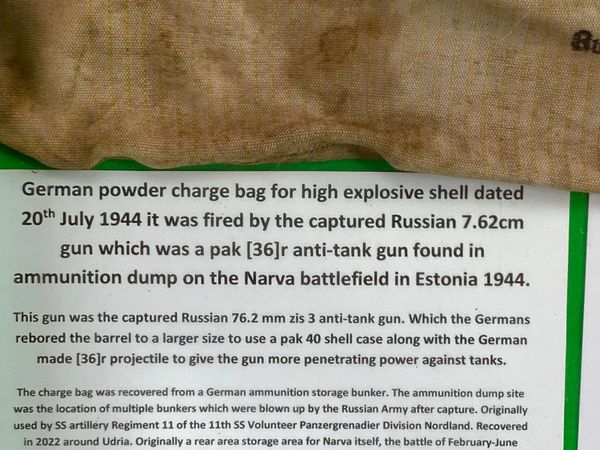 German powder charge bag for high explosive shell dated
20th July 1944 it was fired by the captured Russian 7.62cm
gun which was a pak [36]r anti-tank gun found in
ammunition dump on the Narva battlefield in Estonia 1944.
This gun was the captured Russian 76.2 mm zis 3 anti-tank gun. Which the Germans
rebored the barrel to a larger size to use a pak 40 shell case along with the German
made [36]r projectile to give the gun more penetrating power against tanks.
The charge bag was recovered from a German ammunition storage bunker. The ammunition dump site
was the location of multiple bunkers which were blown up by the Russian Army after capture. Originally
used by SS artillery Regiment 11 of the 11th SS Volunteer Panzergrenadier Division Nordland. Recovered
in 2022 around Udria. Originally a rear area storage area for Narva itself, the battle of February-June